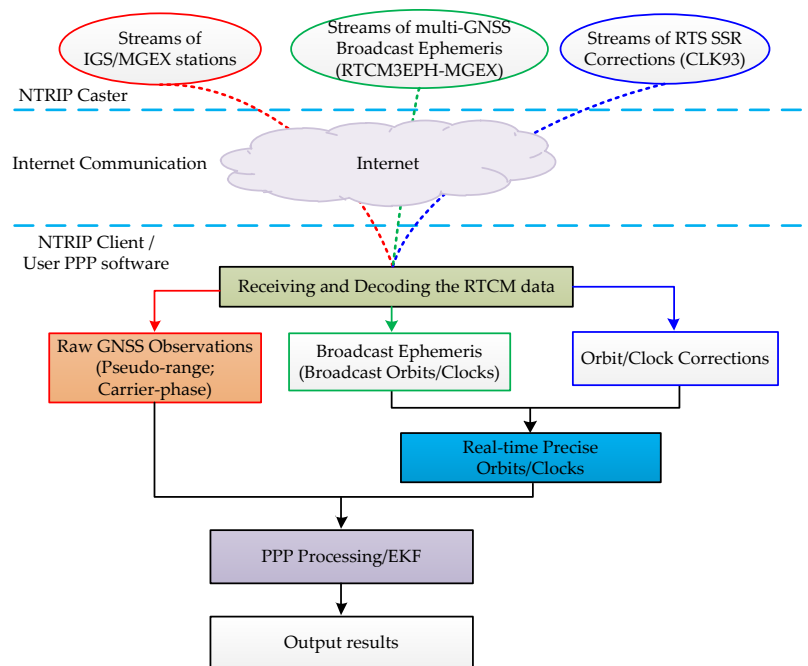 Streams of
IGS/MGEX stations
Streams of multi-GNSS
Broadcast Ephemeris
(RTCM3EPH-MGEX)
Streams of RTS SSR
Corrections (CLK93)
NTRIP Caster
Internet Communication
Internet
NTRIP Client /
User PPP software
Receiving and Decoding the RTCM data
Raw GNSS Observations
(Pseudo-range;
Carrier-phase)
Broadcast Ephemeris
(Broadcast Orbits/Clocks)
Orbit/Clock Corrections
Real-time Precise
Orbits/Clocks
PPP Processing/EKF
Output results